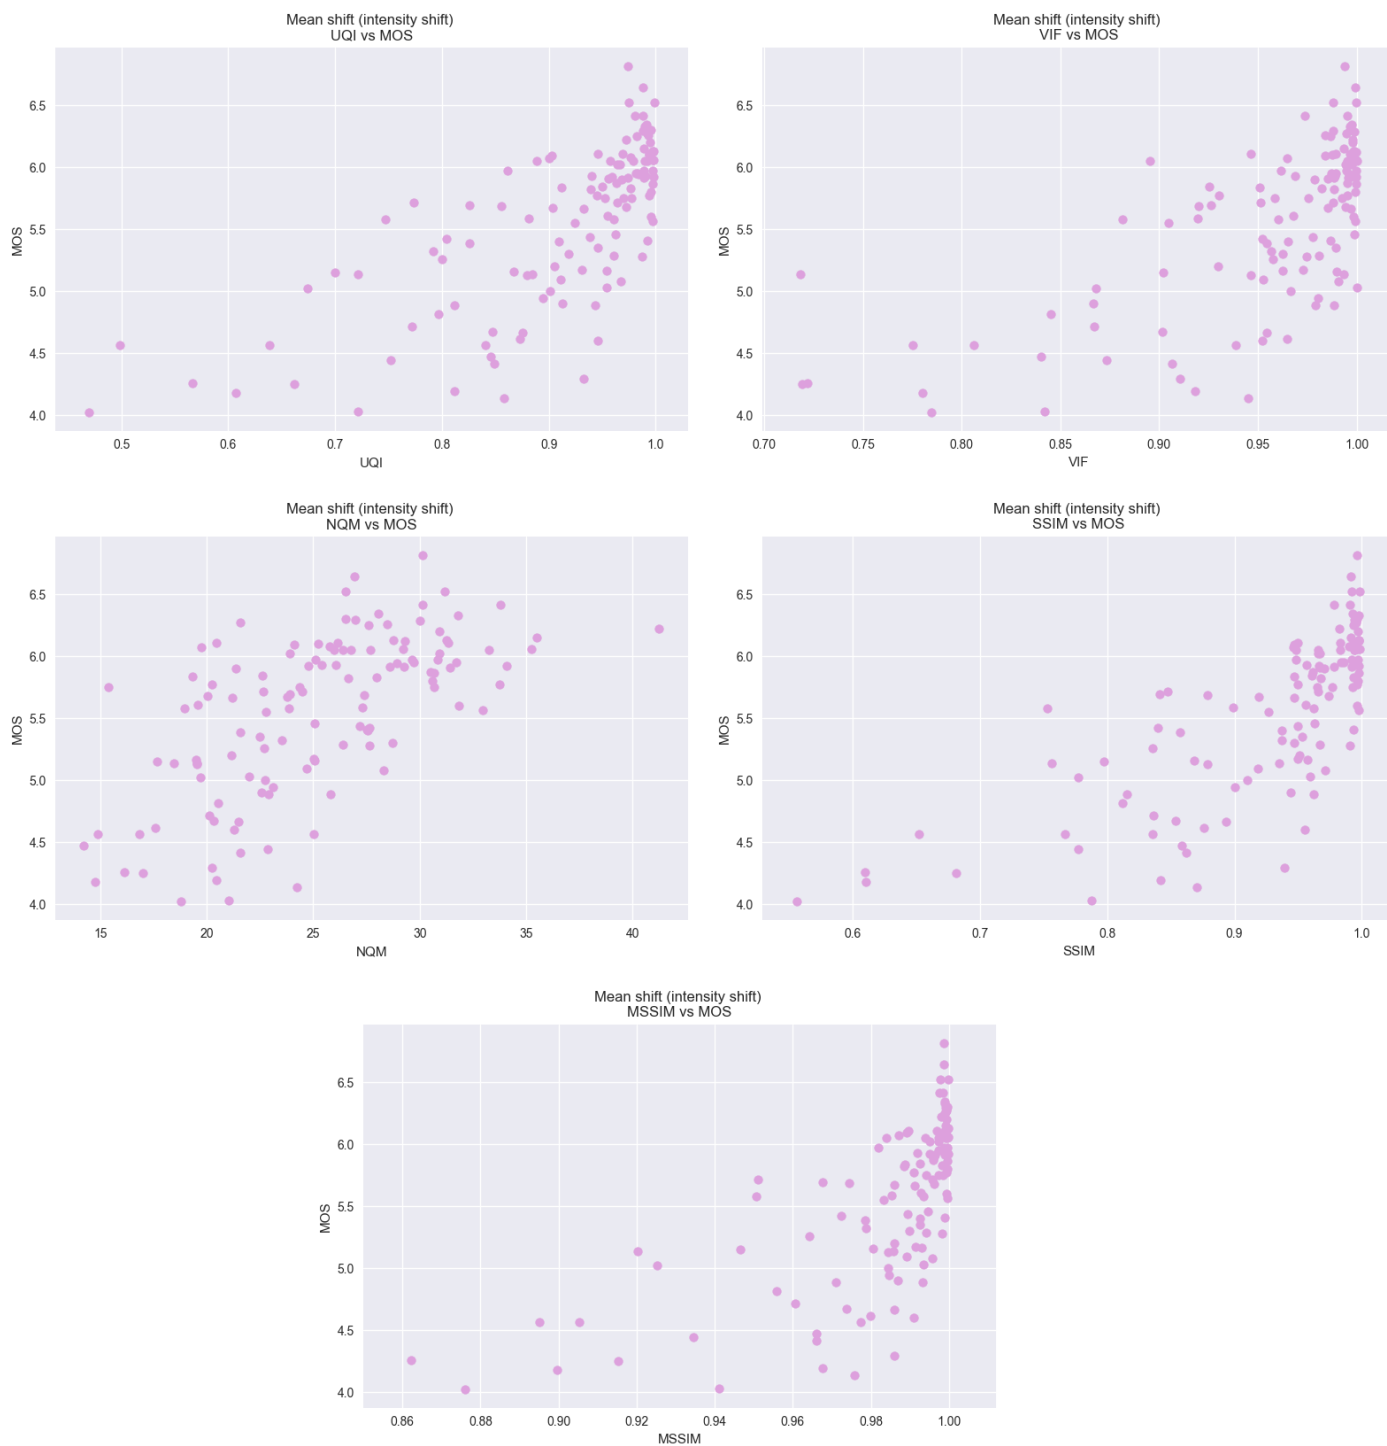 Mean shift (intensity shift)
UQI vs MOS
MOS
6.5
6.0
5.5
5.0
4.5
4.0
0.5 0.6 0.7 0.8 0.9 1.0
UQI
Mean shift (intensity shift)
VIF vs MOS
MOS
6.5
6.0
5.5
5.0
4.5
4.0
0.70 0.75 0.80 0.85 0.90 0.95 1.00
VIF
Mean shift (intensity shift)
NQM vs MOS
MOS
6.5
6.0
5.5
5.0
4.5
4.0
15 20 25 30 35 40
NQM
Mean shift (intensity shift)
SSIM vs MOS
MOS
6.5
6.0
5.5
5.0
4.5
4.0
0.6 0.7 0.8 0.9 1.0
SSIM
Mean shift (intensity shift)
MSSIM vs MOS
MOS
6.5
6.0
5.5
5.0
4.5
4.0
0.86 0.88 0.90 0.92 0.94 0.96 0.98 1.00
MSSIM